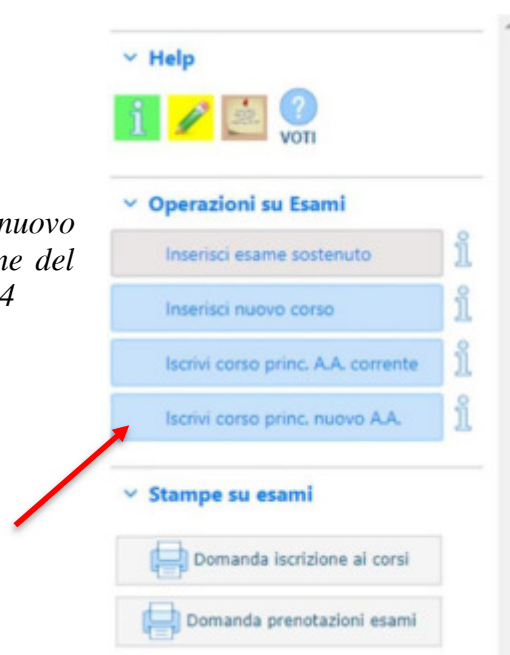 Help
VOTI
Operazioni su Esami
nuovo
del
4
Inserisci esame sostenuto
Inserisci nuovo corso
Iscrivi corso princ. A.A. corrente
Iscrivi corso princ. nuovo A.A.
Stampe su esami
Domanda iscrizione ai corsi
Domanda prenotazioni esami